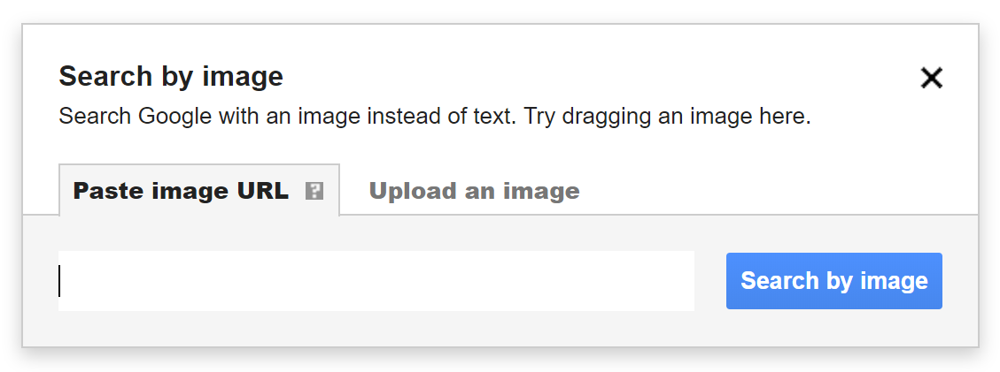 Search by image
Search Google with an image instead of text. Try dragging an image here.
Paste image URL ?
Upload an image
Search by image